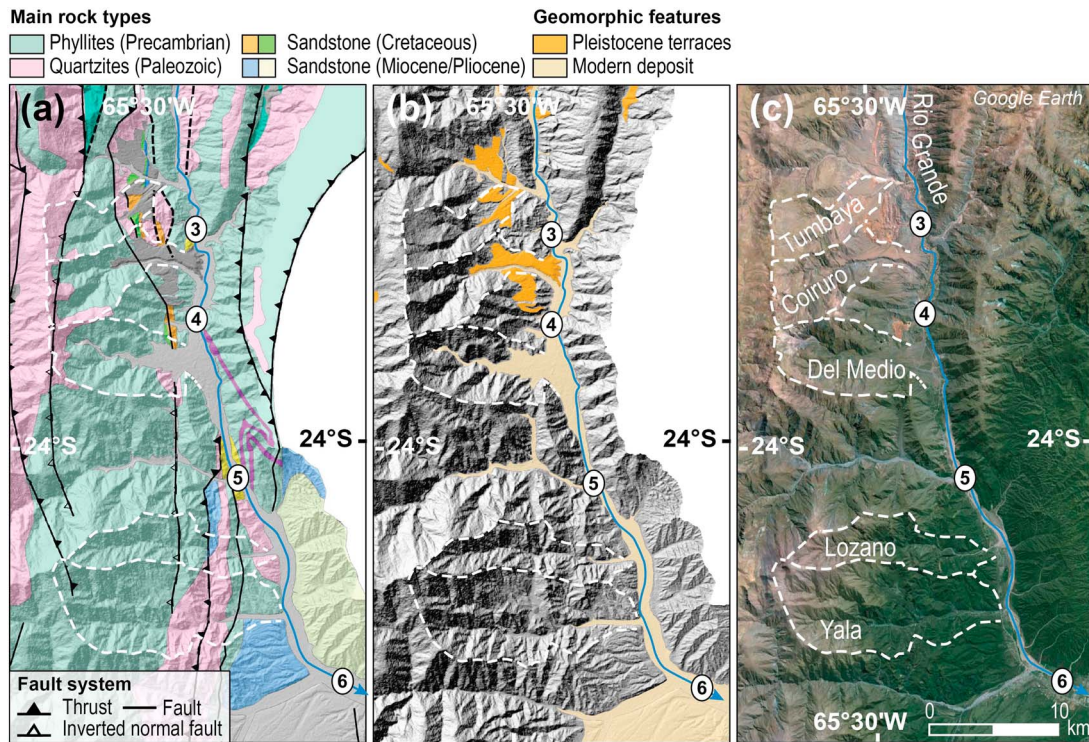 Main rock types
Geomorphic features
Phyllites (Precambrian)
Sandstone (Cretaceous)
Pleistocene terraces
Quartzites (Paleozoic)
Sandstone (Miocene/Pliocene)
Modern deposit
(a)
65°30'W
3
4
24°S
5
6
Fault system
Thrust
Fault
Inverted normal fault
(b)
65°30'W
3
4
24°S
24°S
5
6
(c)
65°30'W
Google Earth
Rio Grande
Tumbaya
3
Coiruro
4
Del Medio
24°S
24°S
5
Lozano
Yala
6
65°30'W
0
10
km